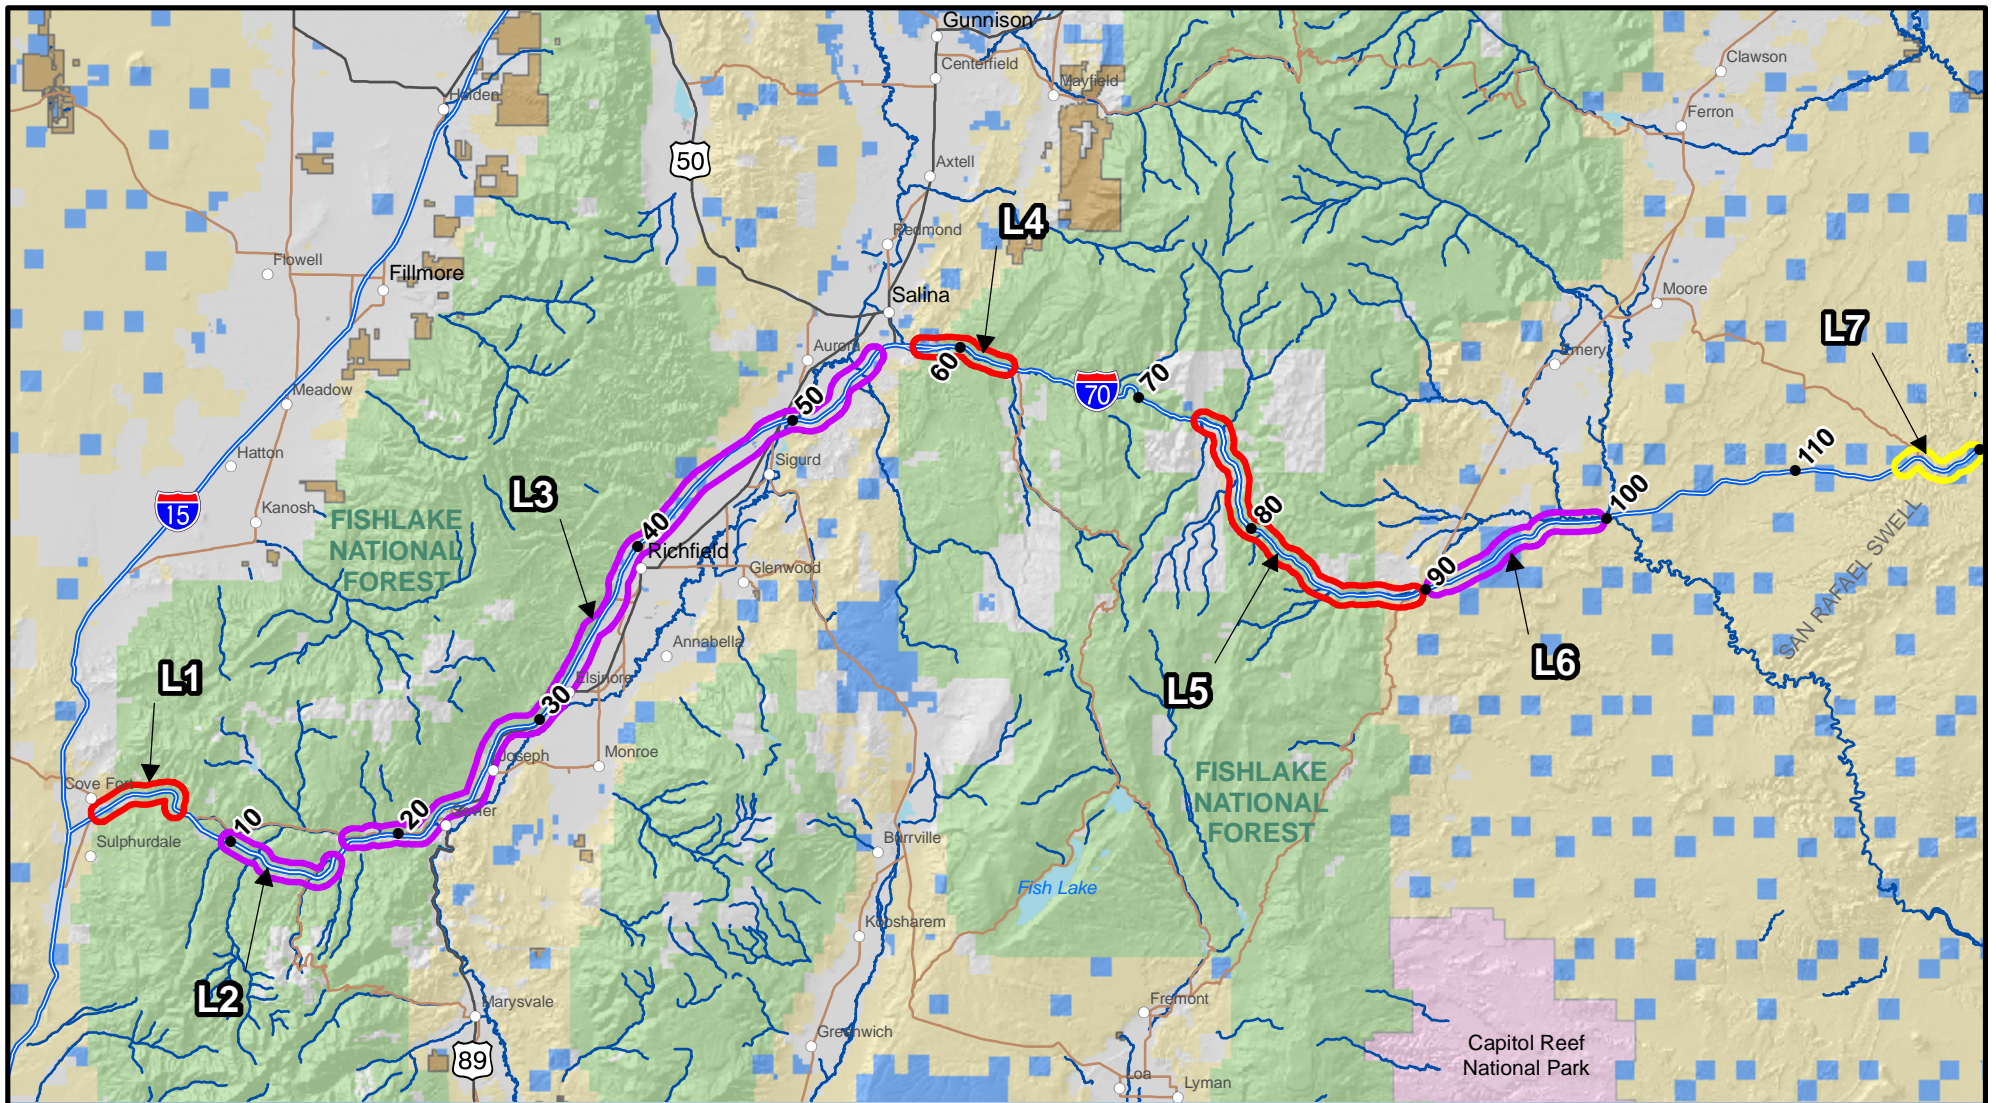 Gunnison
Centerfield
Clawson
Mayfield
Holden
Ferron
50
Axtell
L4
Redmond
Flowell
Fillmore
Salina
Moore
L7
Aurora
60
Emery
70
70
Meadow
50
110
Hatton
Sigurd
L3
100
15
Kanosh
FISHLAKE
NATIONAL
FOREST
40
Richfield
80
SAN RAFAEL SWELL
Glenwood
90
Annabella
L1
L6
Elsinore
L5
30
Monroe
Joseph
Cove Fort
FISHLAKE
NATIONAL
FOREST
10
20
Sevier
Sulphurdale
Burrville
Fish Lake
Koosharem
L2
Marysvale
Fremont
Greenwich
Capitol Reef
National Park
89
Loa
Lyman